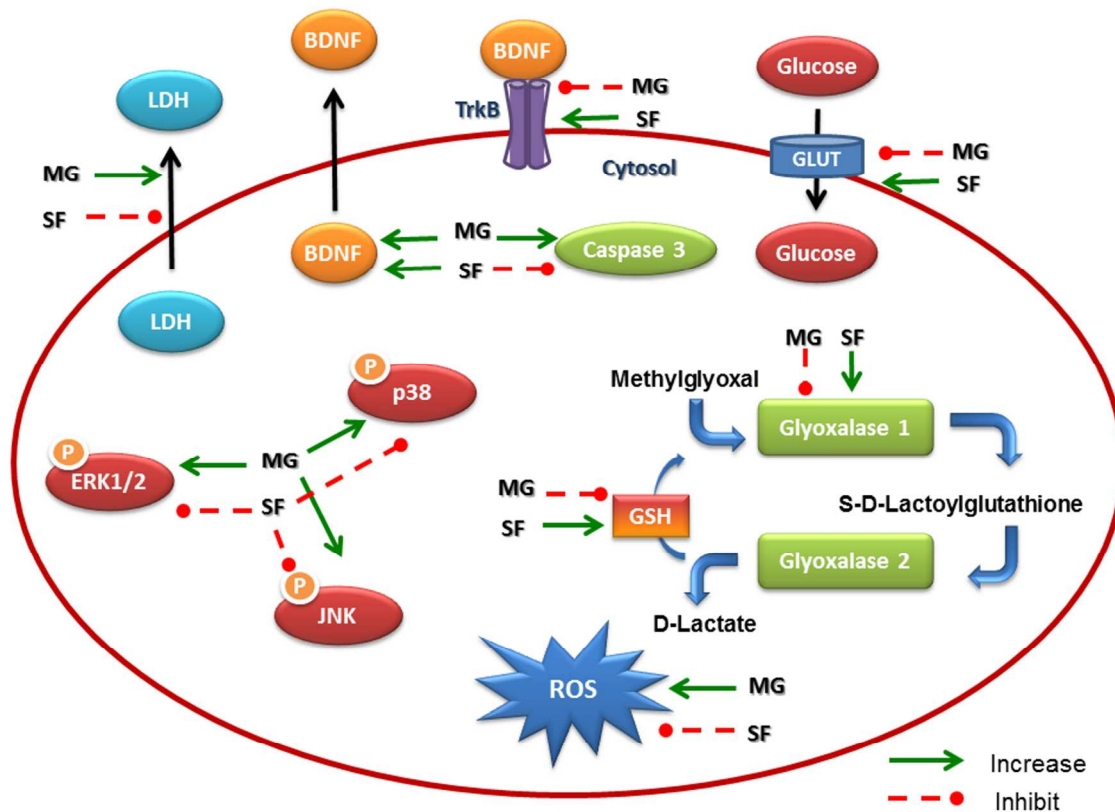 BDNF
BDNF
Glucose
LDH
MG
TrkB
SF
Cytosol
GLUT
MG
SF
MG
SF
BDNF
MG
SF
Caspase 3
Glucose
LDH
P
p38
MG
SF
Methylglyoxal
Glyoxalase 1
P
ERK1/2
MG
SF
MG
SF
GSH
S-D-Lactoylglutathione
Glyoxalase 2
P
JNK
D-Lactate
ROS
MG
SF
Increase
Inhibit